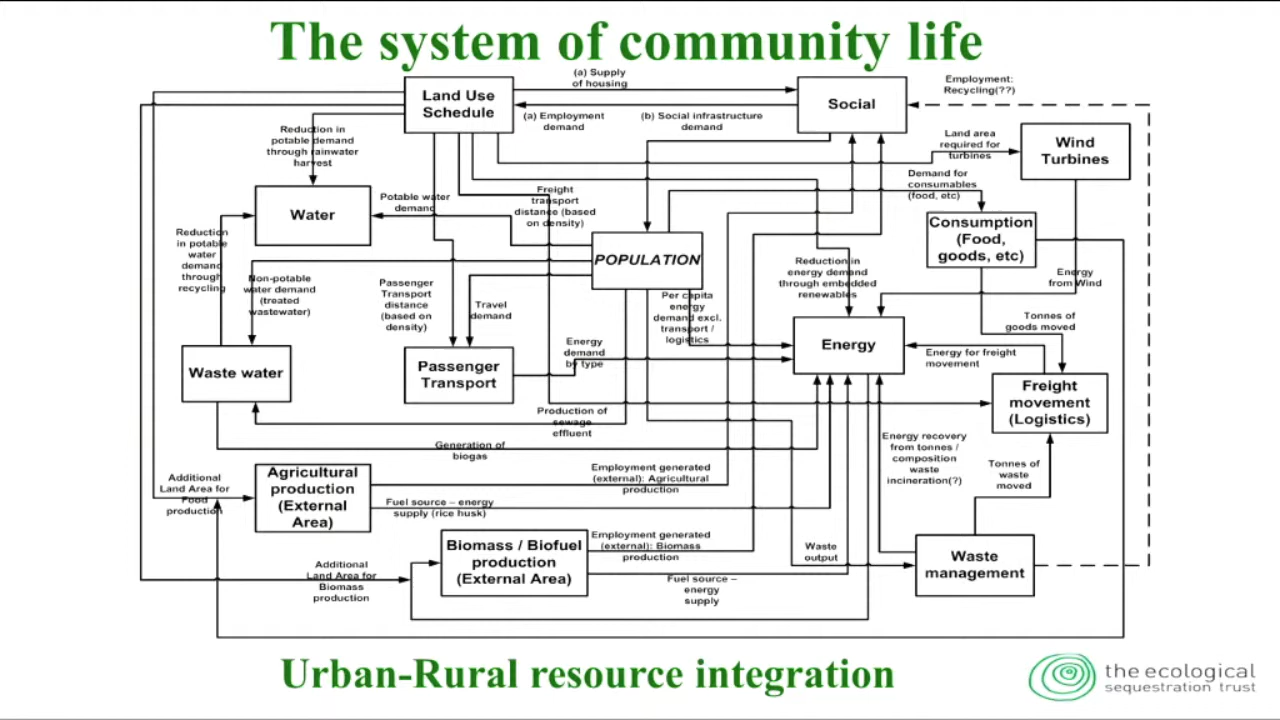 The system of community life
(a) Supply
of housing
Employment:
Recycling(??)
Land Use
Schedule
Social
(a) Employment
demand
(b) Social infrastructure
demand
Reduction in
potable demand
through rainwater
harvest
Land area
required for
turbines
Wind
Turbines
Demand for
consumables
(food, etc)
Water
Potable water
demand
Freight
transport
distance (based
on density)
Consumption
(Food,
goods, etc)
Reduction
in potable
water
demand
through
recycling
POPULATION
Non-potable
water demand
(treated
wastewater)
Passenger
Transport
distance
(based on
density)
Travel
demand
Per capita
energy
demand excl.
transport /
logistics
Reduction in
energy demand
through embedded
renewables
Energy
from Wind
Tonnes of
goods moved
Waste water
Passenger
Transport
Energy
demand
by type
Energy
Energy for freight
movement
Freight
movement
(Logistics)
Production of
sewage
effluent
Generation of
biogas
Energy recovery
from tonnes /
composition
waste
incineration(?)
Tonnes of
waste
moved
Additional
Land Area for
Food
production
Agricultural
production
(External
Area)
Employment generated
(external): Agricultural
production
Fuel source – energy
supply (rice husk)
Biomass / Biofuel
production
(External Area)
Employment generated
(external): Biomass
production
Waste
output
Waste
management
Additional
Land Area for
Biomass
production
Fuel source –
energy
supply
Urban-Rural resource integration
the ecological
sequestration trust